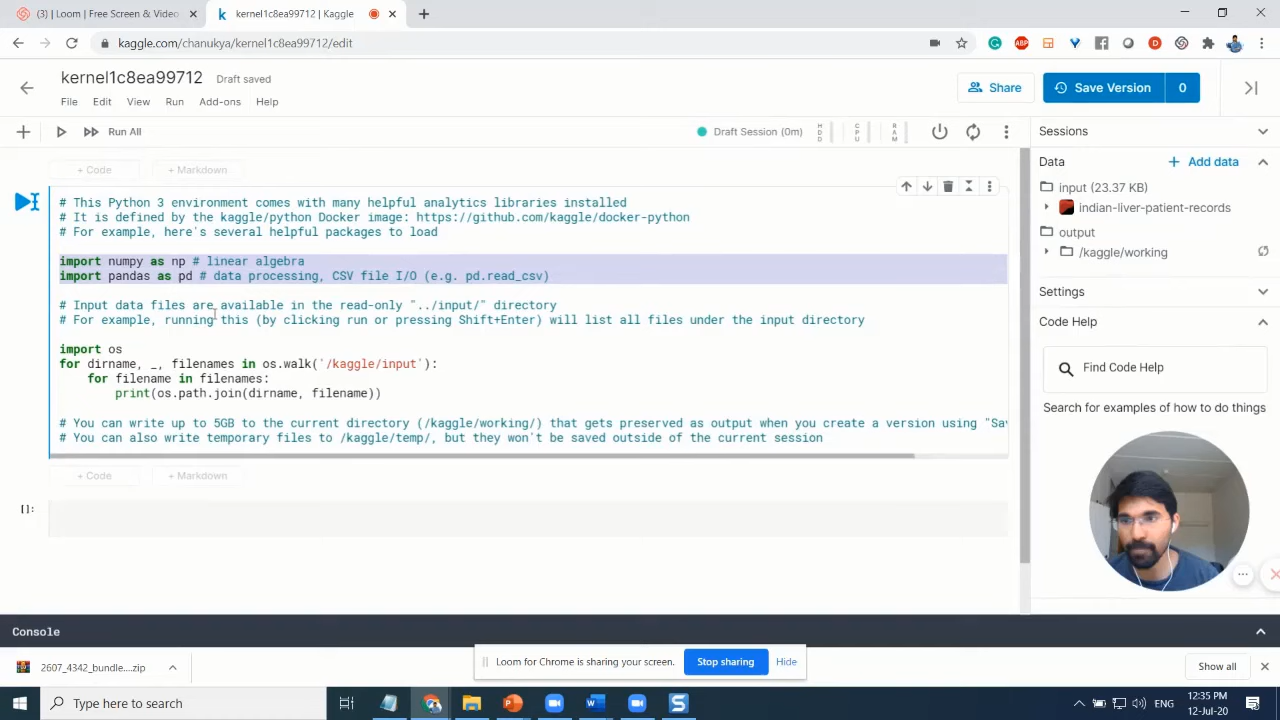 (3) | Loom | Free Screen & Video
kernel1c8ea99712 | Kaggle
kaggle.com/chanukya/kernel1c8ea99712/edit
kernel1c8ea99712
Draft saved
File Edit View Run Add-ons Help
Share
Save Version 0
Run All
Draft Session (0m)
HDD
CPU
RAM
Sessions
+ Code + Markdown
# This Python 3 environment comes with many helpful analytics libraries installed
# It is defined by the kaggle/python Docker image: https://github.com/kaggle/docker-python
# For example, here's several helpful packages to load
import numpy as np # linear algebra
import pandas as pd # data processing, CSV file I/O (e.g. pd.read_csv)
# Input data files are available in the read-only "../input/" directory
# For example, running this (by clicking run or pressing Shift+Enter) will list all files under the input directory
import os
for dirname, _, filenames in os.walk('/kaggle/input'):
for filename in filenames:
print(os.path.join(dirname, filename))
# You can write up to 5GB to the current directory (/kaggle/working/) that gets preserved as output when you create a version using "Sav
# You can also write temporary files to /kaggle/temp/, but they won't be saved outside of the current session
+ Code + Markdown
[]:
Data
+ Add data
input (23.37 KB)
indian-liver-patient-records
output
/kaggle/working
Settings
Code Help
Find Code Help
Search for examples of how to do things
Console
2607_4342_bundle....zip
Loom for Chrome is sharing your screen.
Stop sharing
Hide
Show all
Type here to search
ENG
12:35 PM
12-Jul-20